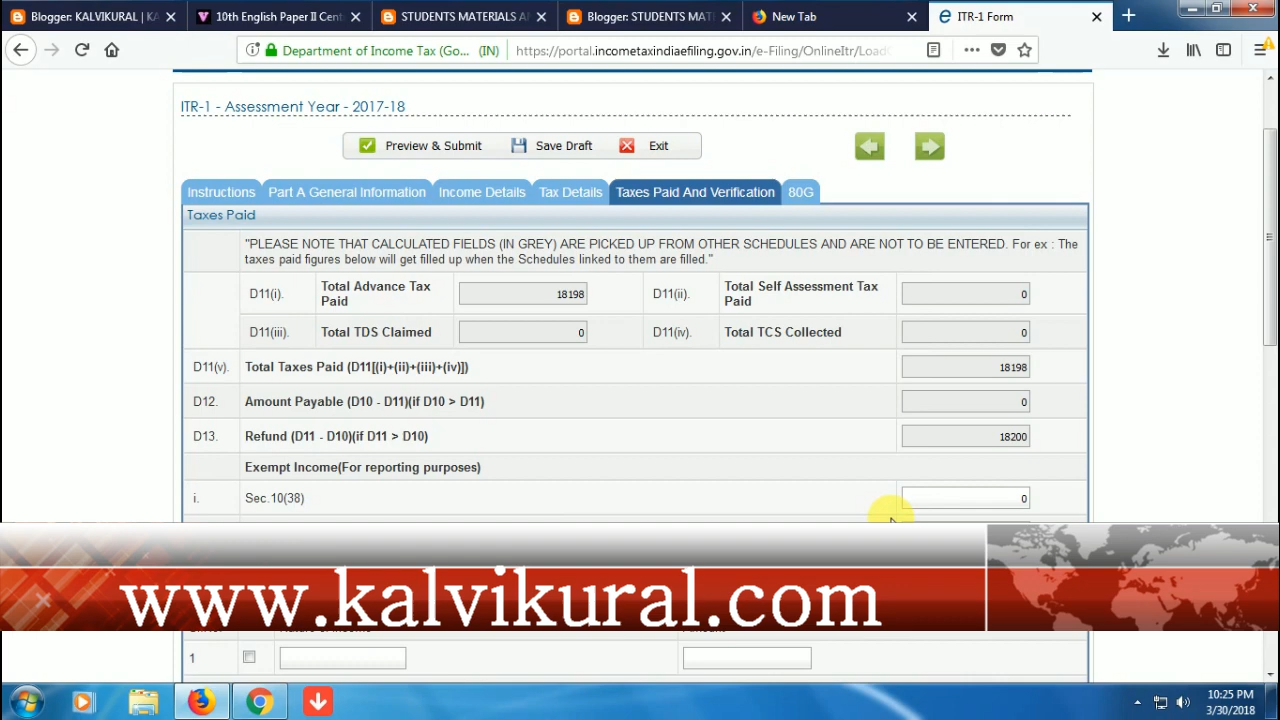 Blogger: KALVIKURAL | KA
10th English Paper II Cent
STUDENTS MATERIALS A
Blogger: STUDENTS MAT
New Tab
ITR-1 Form
Department of Income Tax (Go... (IN)
https://portal.incometaxindiaefiling.gov.in/e-Filing/OnlineItr/Load
ITR-1 - Assessment Year - 2017-18
Preview & Submit
Save Draft
Exit
Instructions
Part A General Information
Income Details
Tax Details
Taxes Paid And Verification
80G
Taxes Paid
"PLEASE NOTE THAT CALCULATED FIELDS (IN GREY) ARE PICKED UP FROM OTHER SCHEDULES AND ARE NOT TO BE ENTERED. For ex : The
taxes paid figures below will get filled up when the Schedules linked to them are filled."
D11(i). Total Advance Tax Paid 18198 D11(ii). Total Self Assessment Tax Paid 0
D11(iii). Total TDS Claimed 0 D11(iv). Total TCS Collected 0
D11(v). Total Taxes Paid (D11[(i)+(ii)+(iii)+(iv)]) 18198
D12. Amount Payable (D10 - D11)(if D10 > D11) 0
D13. Refund (D11 - D10)(if D11 > D10) 18200
Exempt Income(For reporting purposes)
i. Sec.10(38) 0
www.kalvikural.com
1
10:25 PM
3/30/2018